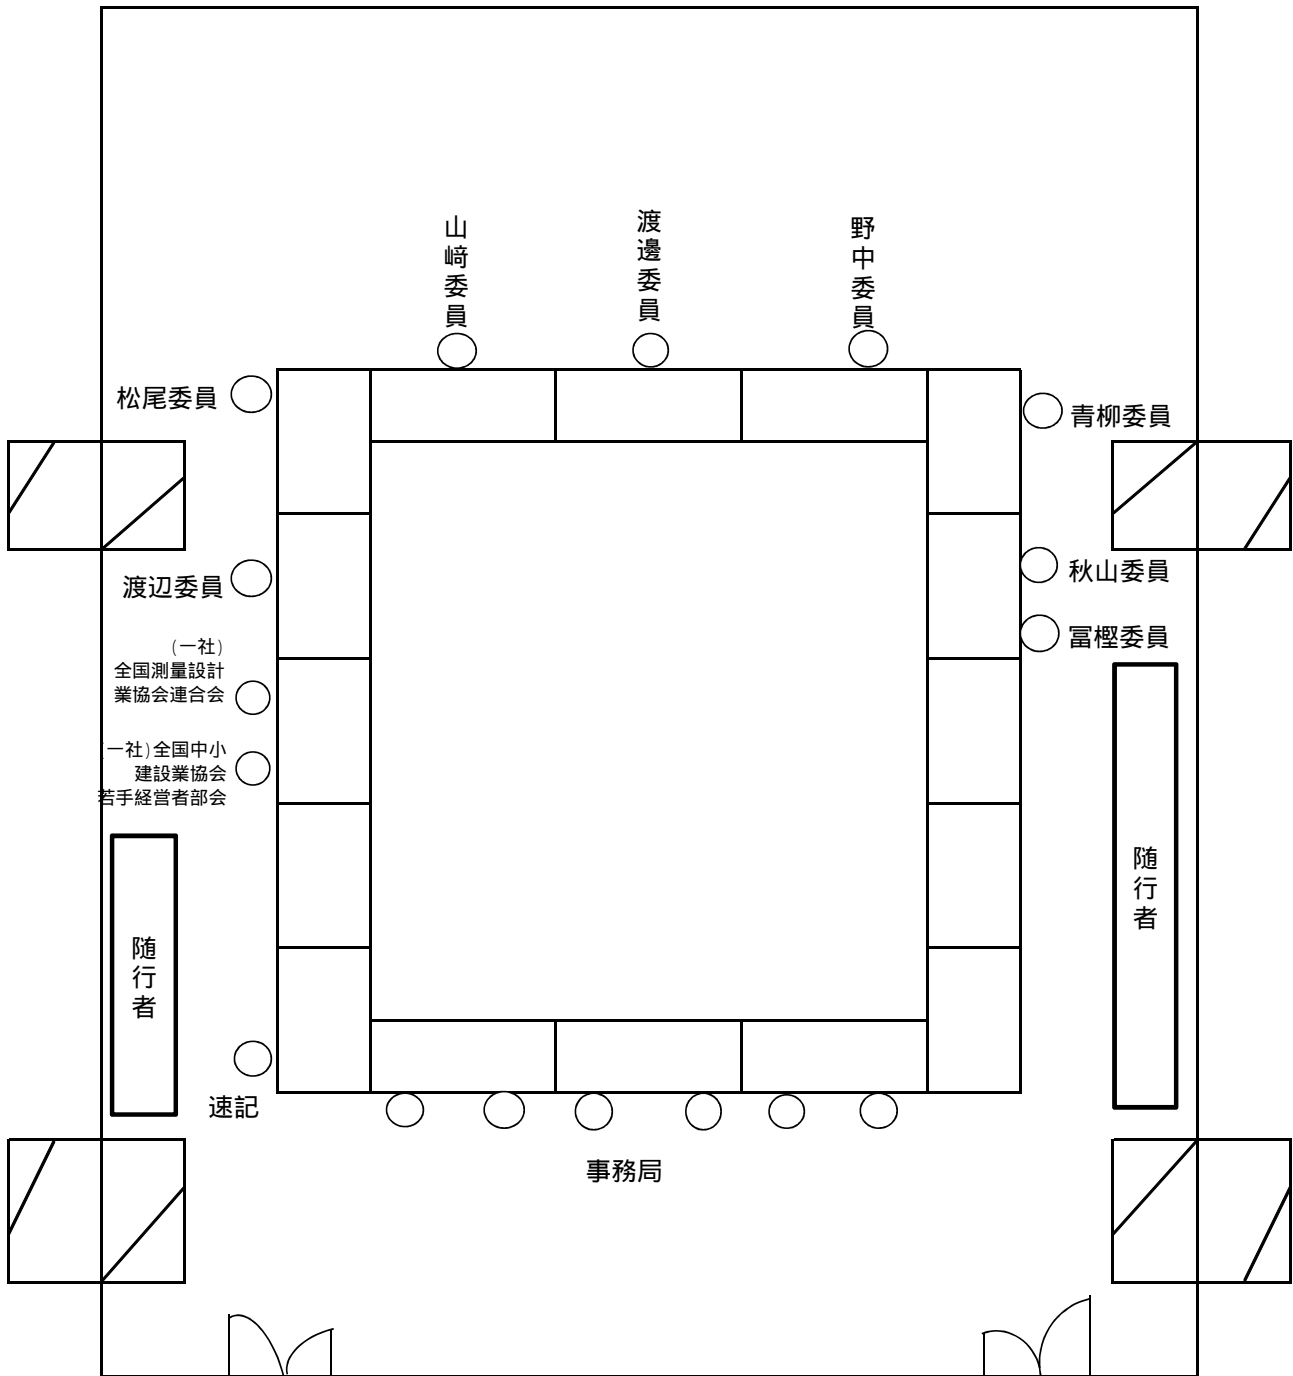 山﨑委員
渡邊委員
野中委員
松尾委員
青柳委員
渡辺委員
秋山委員
冨樫委員
(一社)
全国測量設計
業協会連合会
(一社)全国中小
建設業協会
若手経営者部会
随行者
随行者
速記
事務局